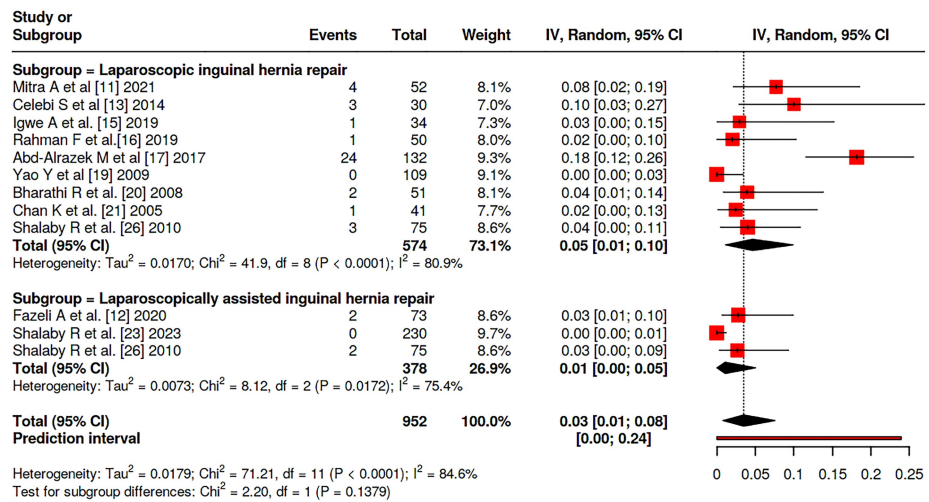 Study or
Subgroup Events Total Weight IV, Random, 95% CI IV, Random, 95% CI
Subgroup = Laparoscopic inguinal hernia repair
Mitra A et al [11] 2021 4 52 8.1% 0.08 [0.02; 0.19]
Celebi S et al [13] 2014 3 30 7.0% 0.10 [0.03; 0.27]
Igwe A et al. [15] 2019 1 34 7.3% 0.03 [0.00; 0.15]
Rahman F et al.[16] 2019 1 50 8.0% 0.02 [0.00; 0.10]
Abd-Alrazek M et al [17] 2017 24 132 9.3% 0.18 [0.12; 0.26]
Yao Y et al [19] 2009 0 109 9.2% 0.00 [0.00; 0.03]
Bharathi R et al. [20] 2008 2 51 8.1% 0.04 [0.01; 0.14]
Chan K et al. [21] 2005 1 41 7.7% 0.02 [0.00; 0.13]
Shalaby R et al. [26] 2010 3 75 8.6% 0.04 [0.00; 0.11]
Total (95% CI) 574 73.1% 0.05 [0.01; 0.10]
Heterogeneity: Tau² = 0.0170; Chi² = 41.9, df = 8 (P < 0.0001); I² = 80.9%
Subgroup = Laparoscopically assisted inguinal hernia repair
Fazeli A et al. [12] 2020 2 73 8.6% 0.03 [0.01; 0.10]
Shalaby R et al. [23] 2023 0 230 9.7% 0.00 [0.00; 0.01]
Shalaby R et al. [26] 2010 2 75 8.6% 0.03 [0.00; 0.09]
Total (95% CI) 378 26.9% 0.01 [0.00; 0.05]
Heterogeneity: Tau² = 0.0073; Chi² = 8.12, df = 2 (P = 0.0172); I² = 75.4%
Total (95% CI) 952 100.0% 0.03 [0.01; 0.08]
Prediction interval [0.00; 0.24]
Heterogeneity: Tau² = 0.0179; Chi² = 71.21, df = 11 (P < 0.0001); I² = 84.6%
0 0.05 0.1 0.15 0.2 0.25
Test for subgroup differences: Chi² = 2.20, df = 1 (P = 0.1379)